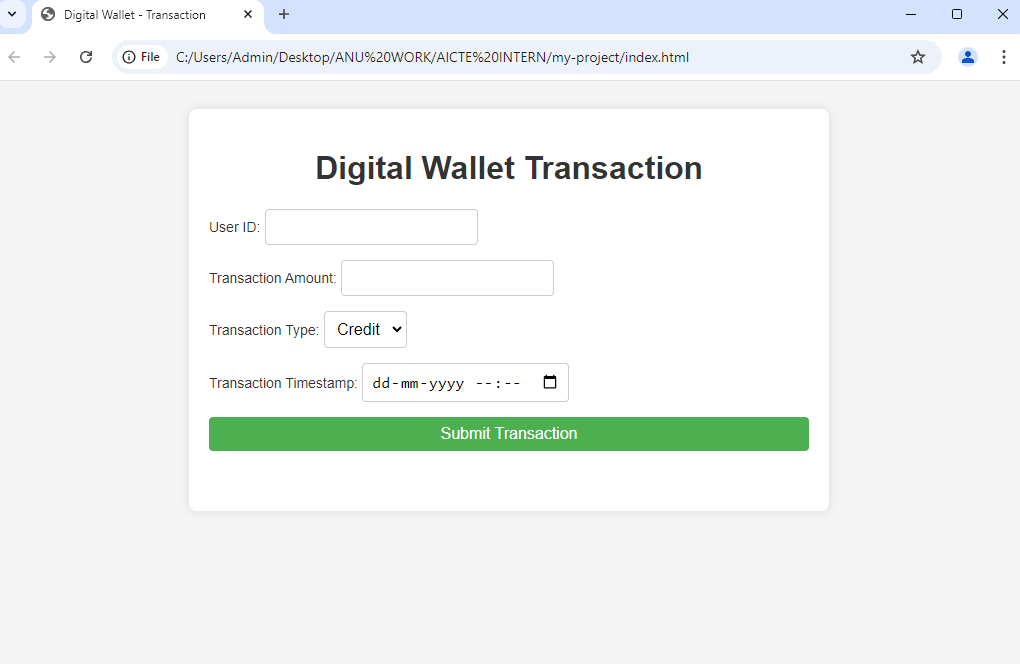 Digital Wallet - Transaction
File C:/Users/Admin/Desktop/ANU%20WORK/AICTE%20INTERN/my-project/index.html
Digital Wallet Transaction
User ID:
Transaction Amount:
Transaction Type: Credit
Transaction Timestamp: dd-mm-yyyy --:--
Submit Transaction